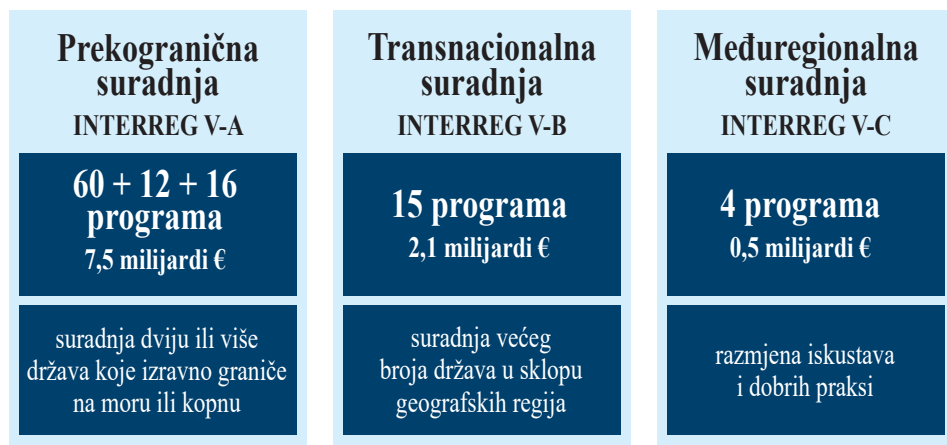 Prekogranična
suradnja
INTERREG V-A
60 + 12 + 16
programa
7,5 milijardi €
suradnja dviju ili više
država koje izravno graniče
na moru ili kopnu
Transnacionalna
suradnja
INTERREG V-B
15 programa
2,1 milijardi €
suradnja većeg
broja država u sklopu
geografskih regija
Međuregionalna
suradnja
INTERREG V-C
4 programa
0,5 milijardi €
razmjena iskustava
i dobrih praksi